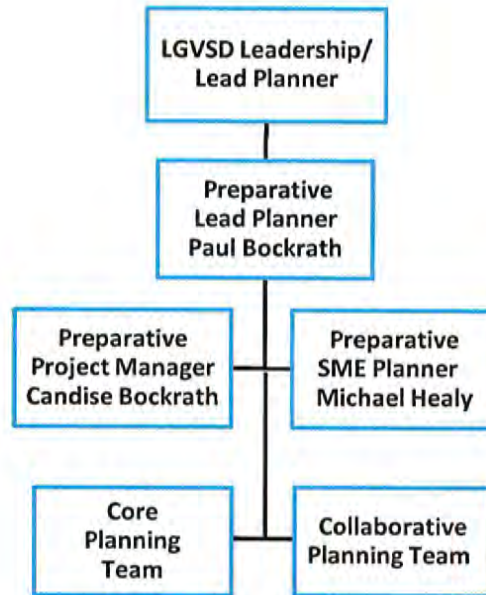 LGVSD Leadership/
Lead Planner
Preparative
Lead Planner
Paul Bockrath
Preparative
Project Manager
Candise Bockrath
Preparative
SME Planner
Michael Healy
Core
Planning
Team
Collaborative
Planning Team